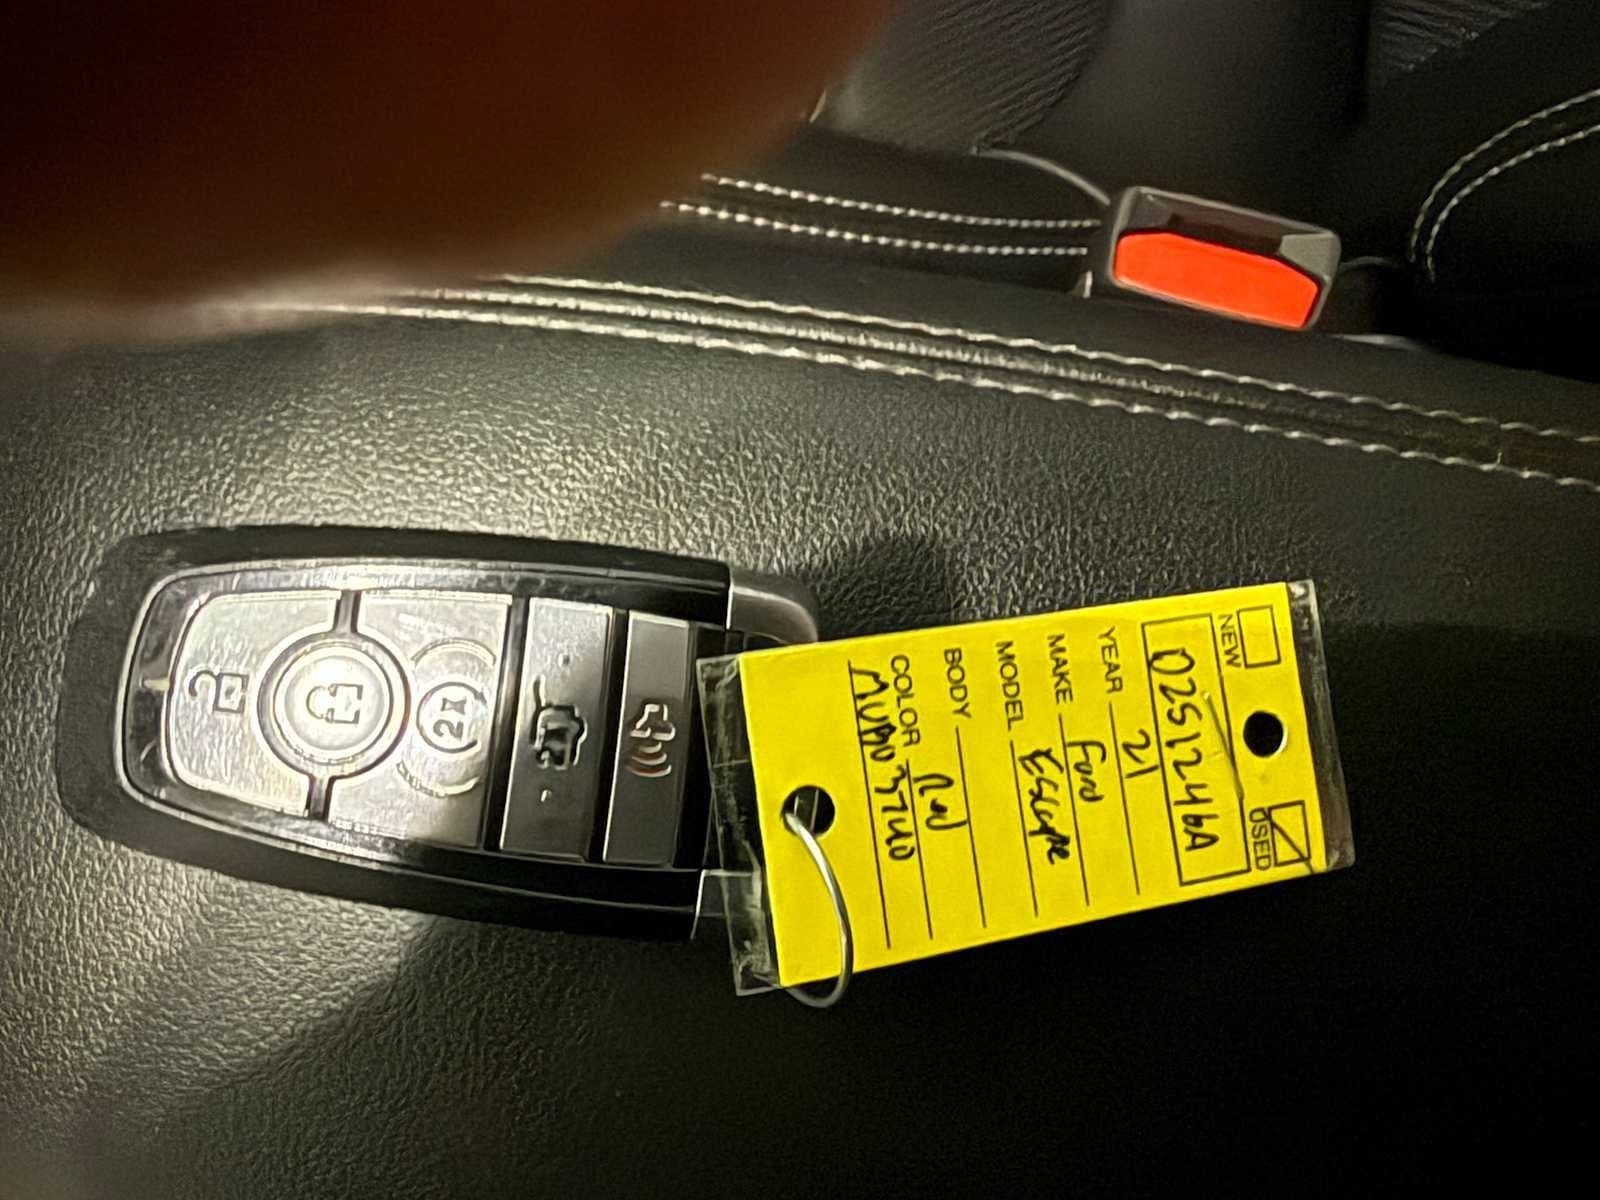 NEW USED
0251246A
YEAR 21
MAKE Ford
MODEL Escape
BODY
COLOR Red